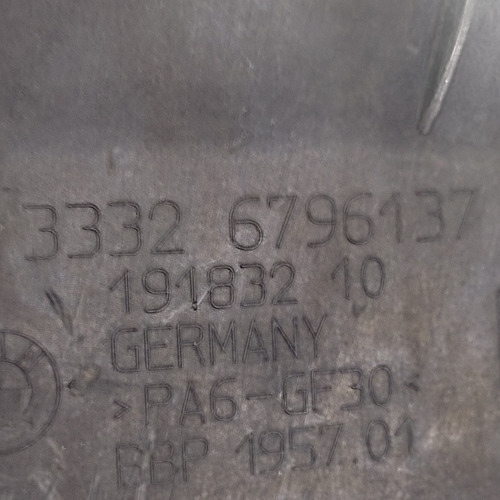 3332 6796137
191832 10
GERMANY
>PA6-GF30<
BBP 1957 01